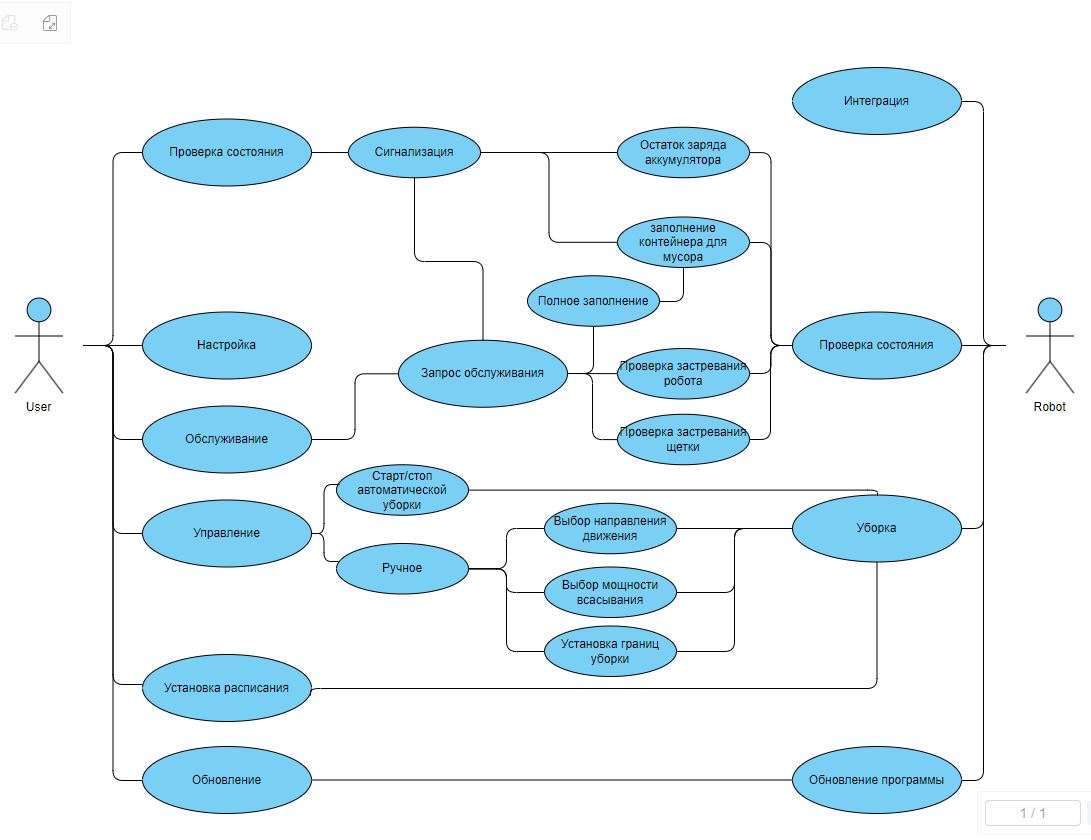 Интеграция
Проверка состояния
Сигнализация
Остаток заряда
аккумулятора
заполнение
контейнера для
мусора
Полное заполнение
Настройка
Запрос обслуживания
Проверка застревания
робота
Проверка состояния
User
Robot
Обслуживание
Проверка застревания
щетки
Старт/стоп
автоматической
уборки
Управление
Ручное
Выбор направления
движения
Уборка
Выбор мощности
всасывания
Установка границ
уборки
Установка расписания
Обновление
Обновление программы
1 / 1